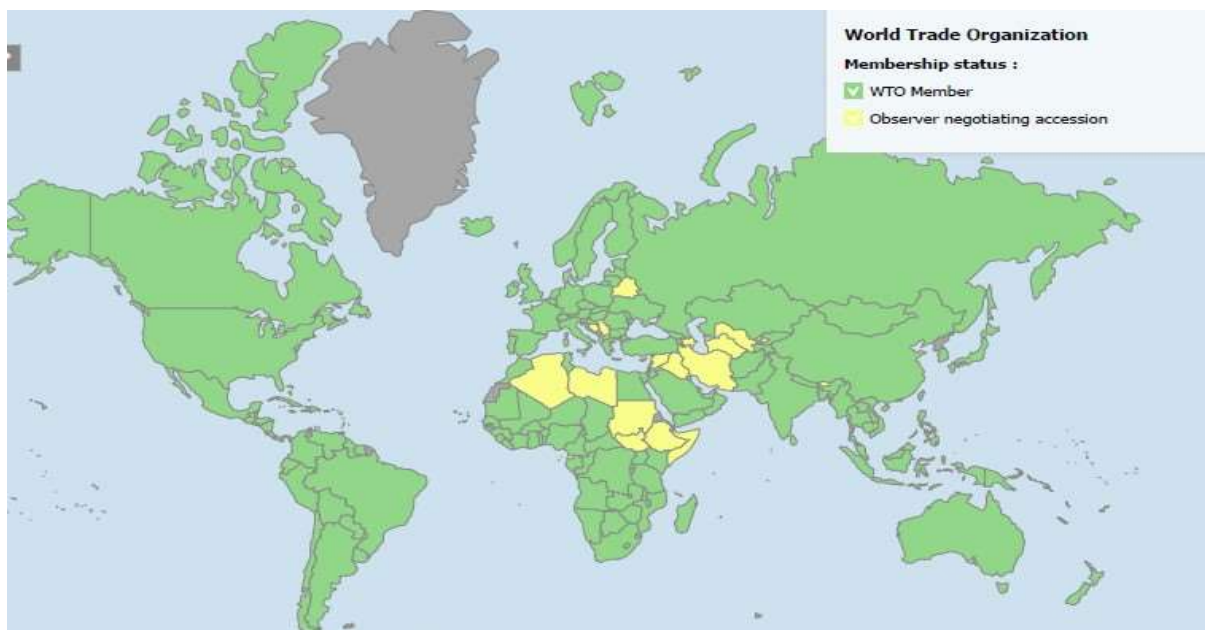 World Trade Organization
Membership status :
WTO Member
Observer negotiating accession